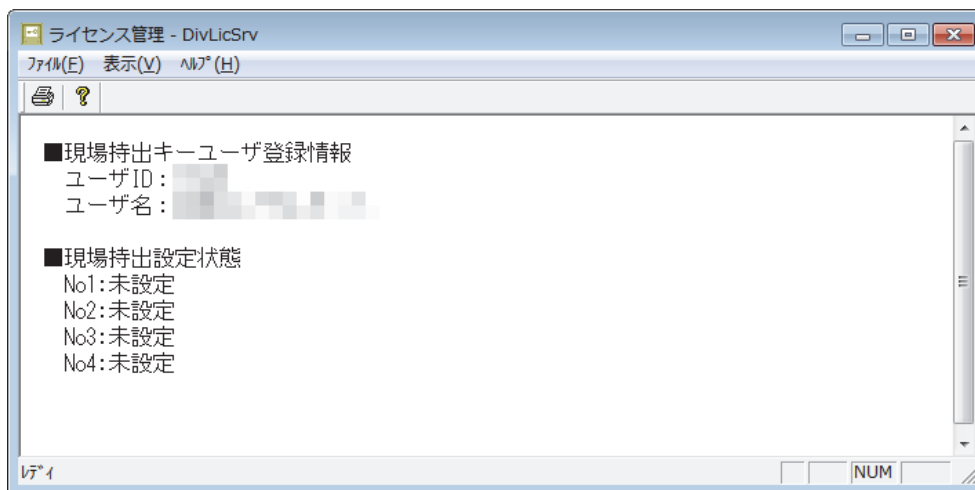 ライセンス管理 - DivLicSrv
ﾌｧｲﾙ(F) 表示(V) ﾍﾙﾌﾟ(H)
■現場持出キーユーザ登録情報
ユーザID：
ユーザ名：
■現場持出設定状態
No1:未設定
No2:未設定
No3:未設定
No4:未設定
ﾚﾃﾞｨ
NUM